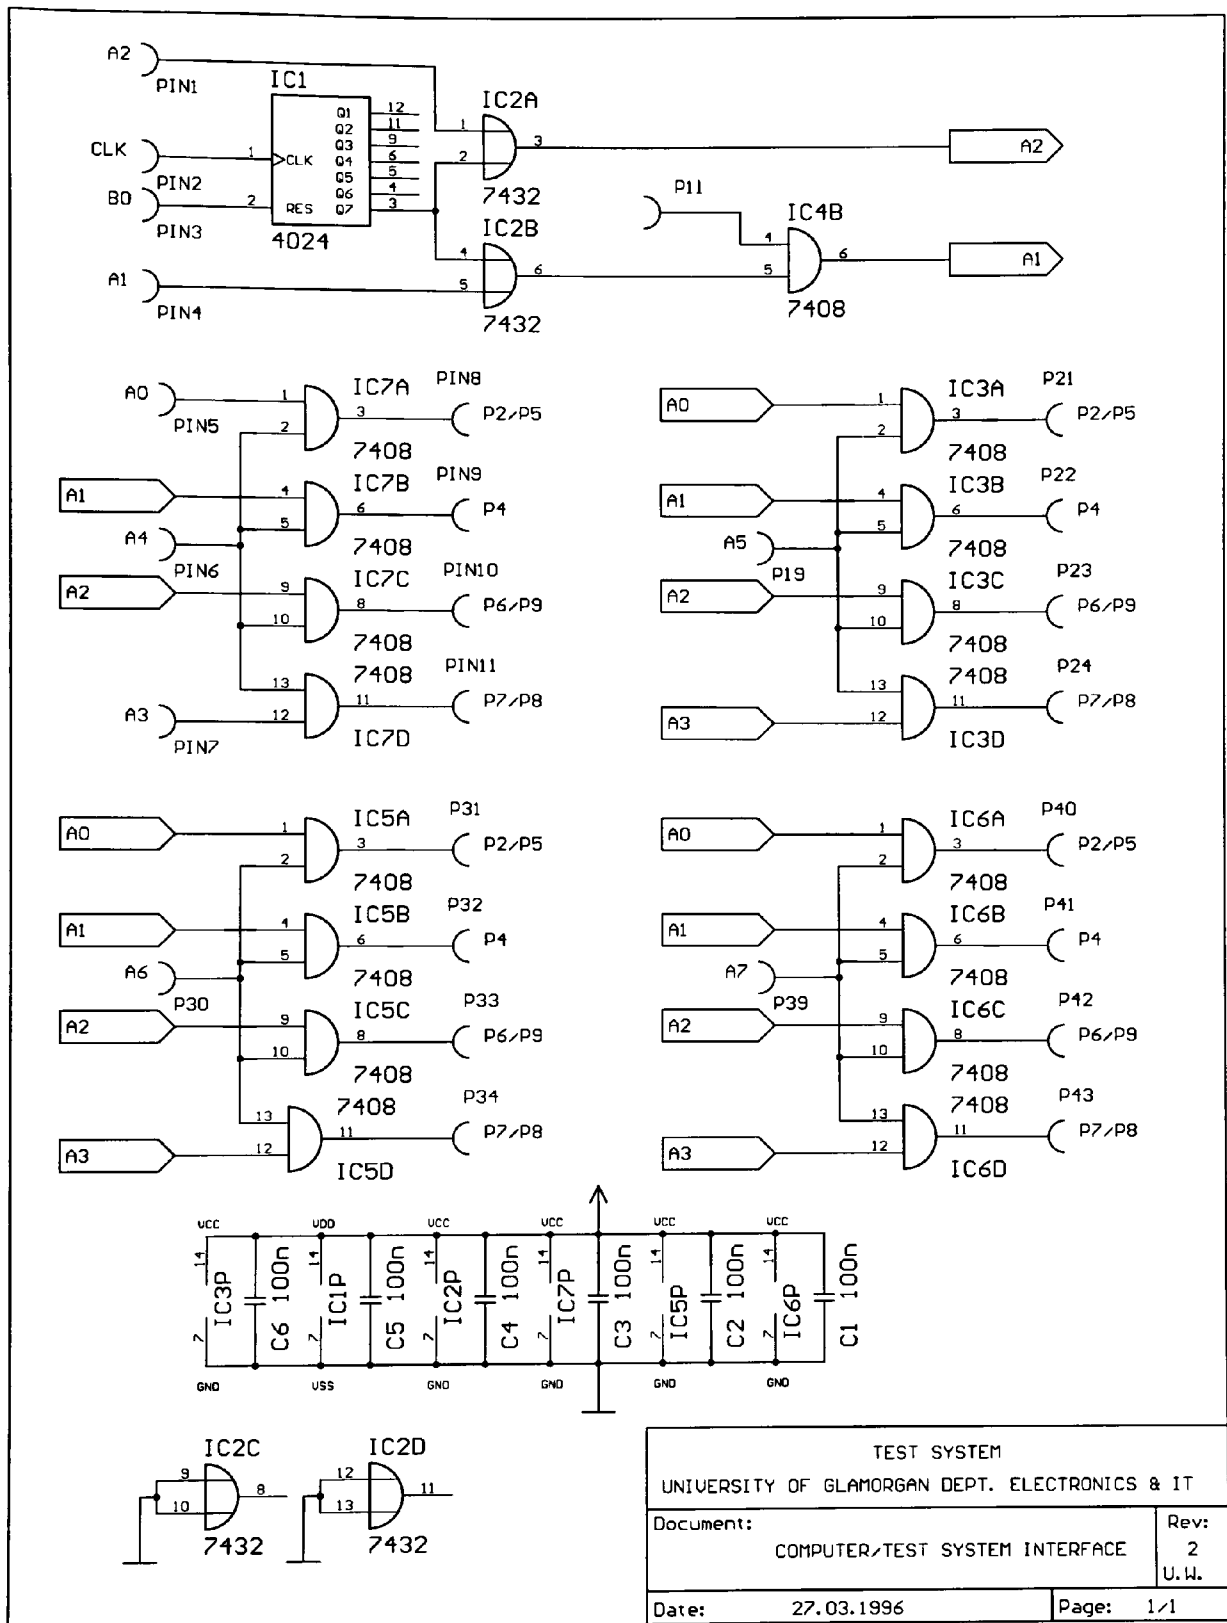 A2
PIN1
IC1
CLK
PIN2
B0
PIN3
1
2
CLK
RES
Q1
Q2
Q3
Q4
Q5
Q6
Q7
12
11
9
6
5
4
3
4024
IC2A
1
2
3
7432
A2
IC2B
4
5
6
7432
A1
PIN4
P11
IC4B
4
5
6
7408
A1
A0
PIN5
1
2
IC7A
3
7408
PIN8
P2/P5
A1
4
5
IC7B
6
7408
PIN9
P4
A4
PIN6
A2
9
10
IC7C
8
7408
PIN10
P6/P9
A3
PIN7
13
12
7408
11
IC7D
PIN11
P7/P8
A0
1
2
IC3A
3
7408
P21
P2/P5
A1
4
5
IC3B
6
7408
P22
P4
A5
P19
A2
9
10
IC3C
8
7408
P23
P6/P9
A3
13
12
7408
11
IC3D
P24
P7/P8
A0
1
2
IC5A
3
7408
P31
P2/P5
A1
4
5
IC5B
6
7408
P32
P4
A6
P30
A2
9
10
IC5C
8
7408
P33
P6/P9
A3
13
12
7408
11
IC5D
P34
P7/P8
A0
1
2
IC6A
3
7408
P40
P2/P5
A1
4
5
IC6B
6
7408
P41
P4
A7
P39
A2
9
10
IC6C
8
7408
P42
P6/P9
A3
13
12
7408
11
IC6D
P43
P7/P8
VCC
14
IC3P
7
GND
C6 100n
VDD
14
IC1P
7
VSS
C5 100n
VCC
14
IC2P
7
GND
C4 100n
VCC
14
IC7P
7
GND
C3 100n
VCC
14
IC5P
7
GND
C2 100n
VCC
14
IC6P
7
GND
C1 100n
IC2C
9
10
8
7432
IC2D
12
13
11
7432
TEST SYSTEM
UNIVERSITY OF GLAMORGAN DEPT. ELECTRONICS & IT
Document:
COMPUTER/TEST SYSTEM INTERFACE
Rev:
2
U.W.
Date: 27.03.1996
Page: 1/1